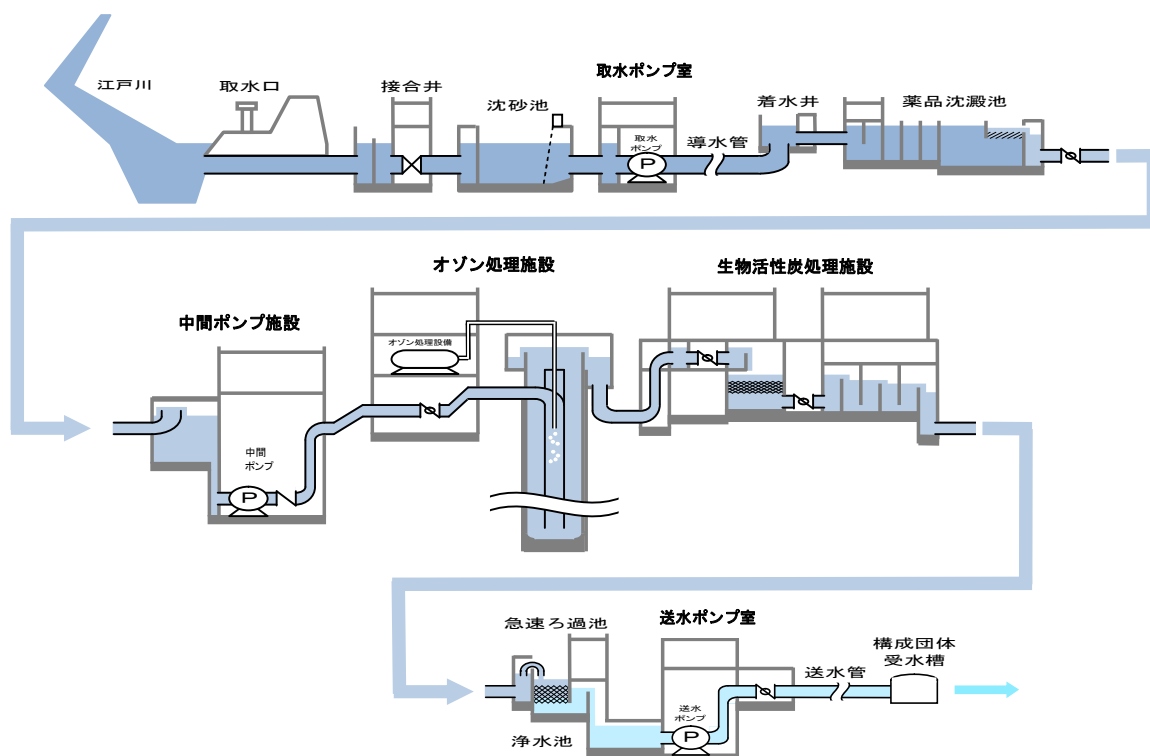 取水ポンプ室
江戸川
取水口
接合井
沈砂池
着水井
薬品沈澱池
取水
ポンプ
P
導水管
オゾン処理施設
生物活性炭処理施設
中間ポンプ施設
オゾン処理設備
中間
ポンプ
P
送水ポンプ室
急速ろ過池
構成団体
受水槽
送水管
送水
ポンプ
P
浄水池